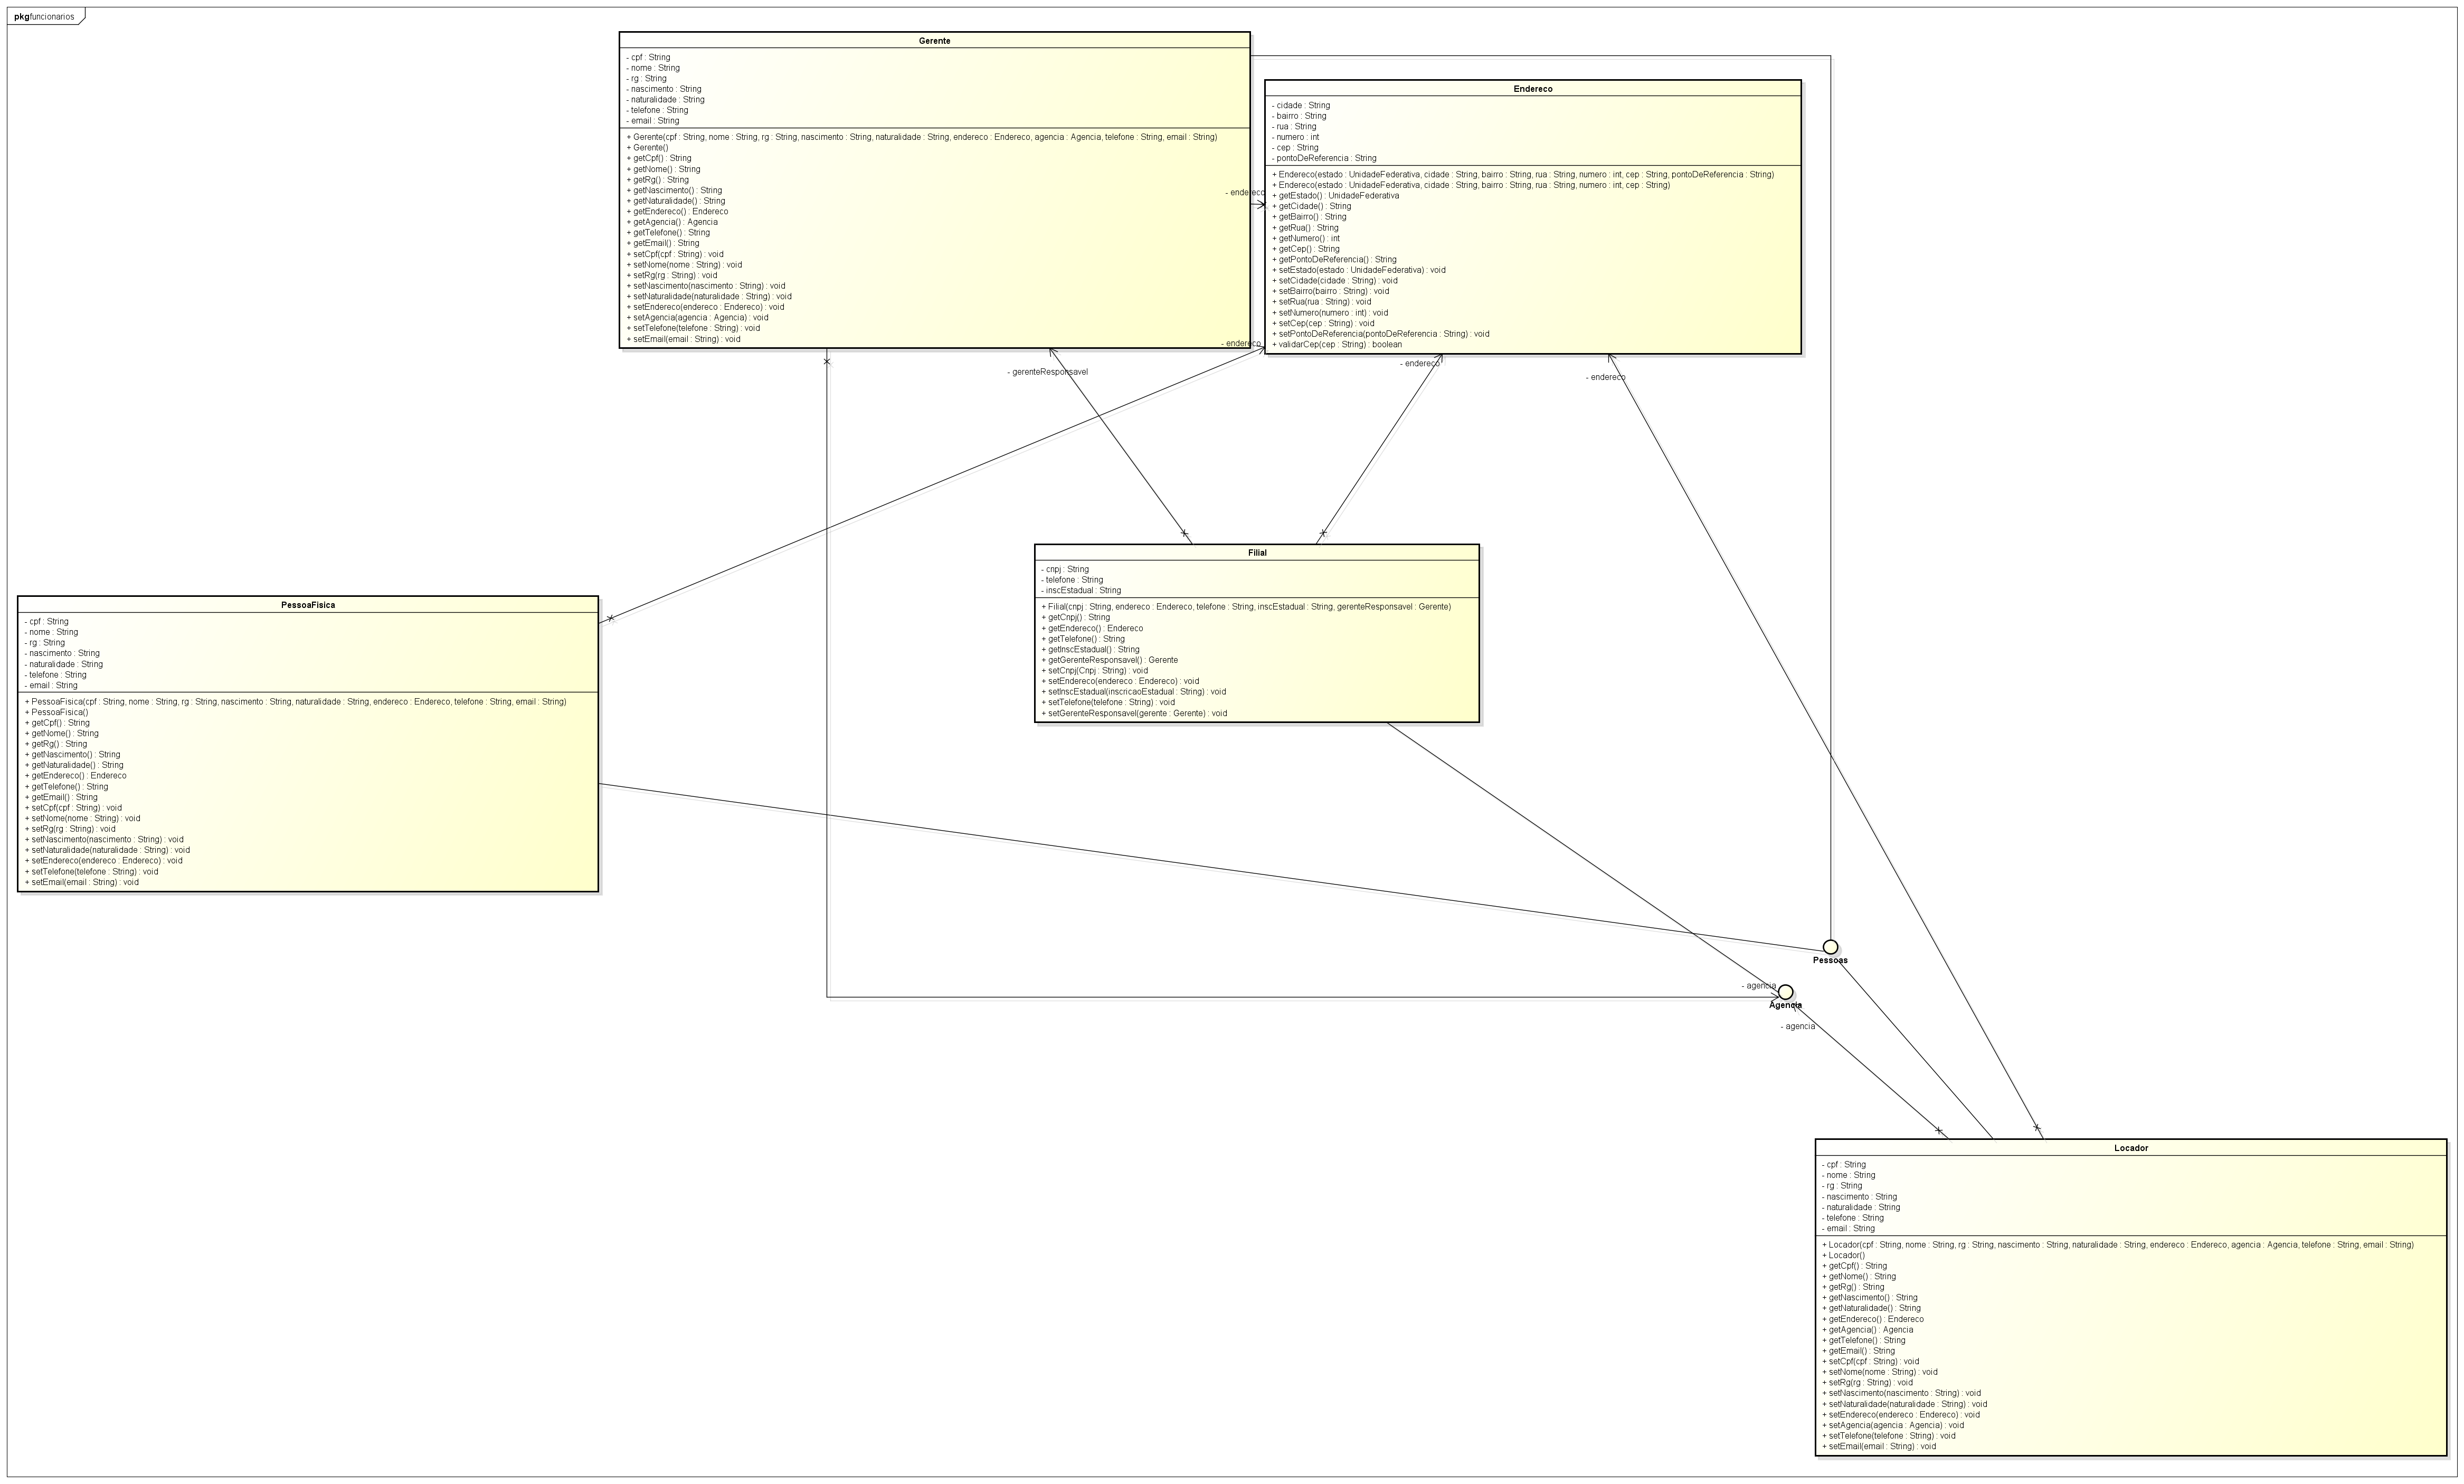 pkg funcionarios
Gerente
- cpf : String
- nome : String
- rg : String
- nascimento : String
- naturalidade : String
- telefone : String
- email : String
+ Gerente(cpf : String, nome : String, rg : String, nascimento : String, naturalidade : String, endereco : Endereco, agencia : Agencia, telefone : String, email : String)
+ Gerente()
+ getCpf() : String
+ getNome() : String
+ getRg() : String
+ getNascimento() : String
+ getNaturalidade() : String
+ getEndereco() : Endereco
+ getAgencia() : Agencia
+ getTelefone() : String
+ getEmail() : String
+ setCpf(cpf : String) : void
+ setNome(nome : String) : void
+ setRg(rg : String) : void
+ setNascimento(nascimento : String) : void
+ setNaturalidade(naturalidade : String) : void
+ setEndereco(endereco : Endereco) : void
+ setAgencia(agencia : Agencia) : void
+ setTelefone(telefone : String) : void
+ setEmail(email : String) : void
Endereco
- cidade : String
- bairro : String
- rua : String
- numero : int
- cep : String
- pontoDeReferencia : String
+ Endereco(estado : UnidadeFederativa, cidade : String, bairro : String, rua : String, numero : int, cep : String, pontoDeReferencia : String)
+ Endereco(estado : UnidadeFederativa, cidade : String, bairro : String, rua : String, numero : int, cep : String)
+ getEstado() : UnidadeFederativa
+ getCidade() : String
+ getBairro() : String
+ getRua() : String
+ getNumero() : int
+ getCep() : String
+ getPontoDeReferencia() : String
+ setEstado(estado : UnidadeFederativa) : void
+ setCidade(cidade : String) : void
+ setBairro(bairro : String) : void
+ setRua(rua : String) : void
+ setNumero(numero : int) : void
+ setCep(cep : String) : void
+ setPontoDeReferencia(pontoDeReferencia : String) : void
+ validarCep(cep : String) : boolean
- endereco
- endereco
- endereco
- endereco
- gerenteResponsavel
Filial
- cnpj : String
- telefone : String
- inscEstadual : String
+ Filial(cnpj : String, endereco : Endereco, telefone : String, inscEstadual : String, gerenteResponsavel : Gerente)
+ getCnpj() : String
+ getEndereco() : Endereco
+ getTelefone() : String
+ getInscEstadual() : String
+ getGerenteResponsavel() : Gerente
+ setCnpj(Cnpj : String) : void
+ setEndereco(endereco : Endereco) : void
+ setInscEstadual(inscricaoEstadual : String) : void
+ setTelefone(telefone : String) : void
+ setGerenteResponsavel(gerente : Gerente) : void
PessoaFisica
- cpf : String
- nome : String
- rg : String
- nascimento : String
- naturalidade : String
- telefone : String
- email : String
+ PessoaFisica(cpf : String, nome : String, rg : String, nascimento : String, naturalidade : String, endereco : Endereco, telefone : String, email : String)
+ PessoaFisica()
+ getCpf() : String
+ getNome() : String
+ getRg() : String
+ getNascimento() : String
+ getNaturalidade() : String
+ getEndereco() : Endereco
+ getTelefone() : String
+ getEmail() : String
+ setCpf(cpf : String) : void
+ setNome(nome : String) : void
+ setRg(rg : String) : void
+ setNascimento(nascimento : String) : void
+ setNaturalidade(naturalidade : String) : void
+ setEndereco(endereco : Endereco) : void
+ setTelefone(telefone : String) : void
+ setEmail(email : String) : void
Pessoas
- agencia
Agencia
- agencia
Locador
- cpf : String
- nome : String
- rg : String
- nascimento : String
- naturalidade : String
- telefone : String
- email : String
+ Locador(cpf : String, nome : String, rg : String, nascimento : String, naturalidade : String, endereco : Endereco, agencia : Agencia, telefone : String, email : String)
+ Locador()
+ getCpf() : String
+ getNome() : String
+ getRg() : String
+ getNascimento() : String
+ getNaturalidade() : String
+ getEndereco() : Endereco
+ getAgencia() : Agencia
+ getTelefone() : String
+ getEmail() : String
+ setCpf(cpf : String) : void
+ setNome(nome : String) : void
+ setRg(rg : String) : void
+ setNascimento(nascimento : String) : void
+ setNaturalidade(naturalidade : String) : void
+ setEndereco(endereco : Endereco) : void
+ setAgencia(agencia : Agencia) : void
+ setTelefone(telefone : String) : void
+ setEmail(email : String) : void